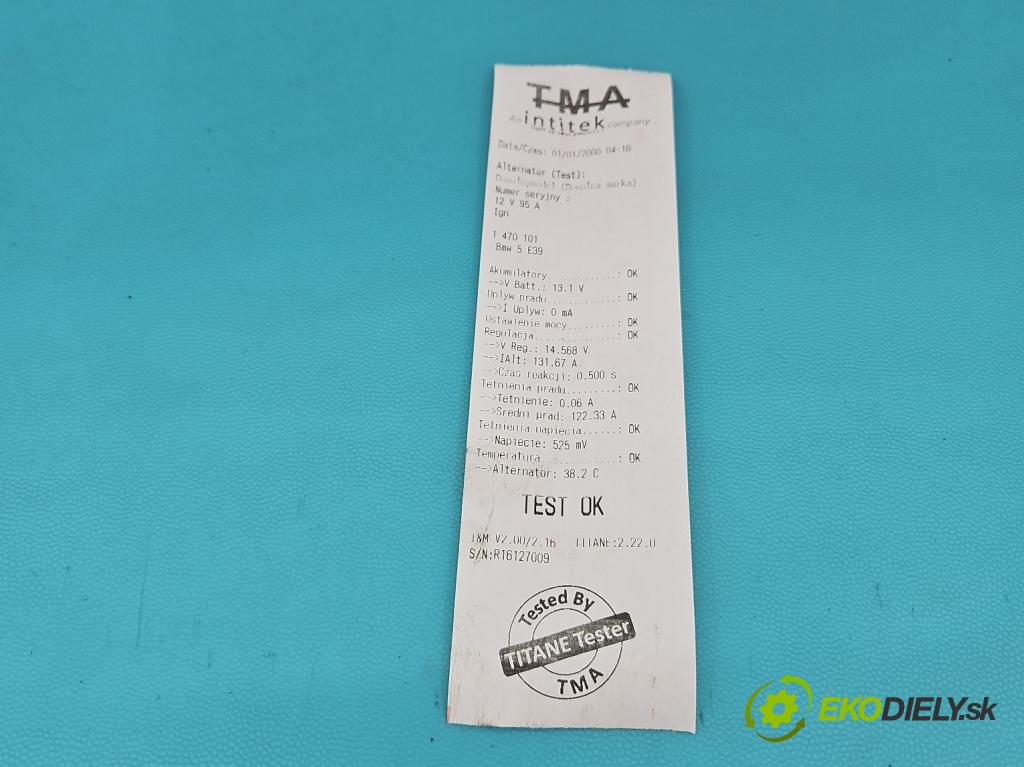 TMA
An intitek company
Data/Czas: 01/01/2000 04:16
Alternator (Test):
(Dowolna marka)
Numer seryjny :
12 V 95 A
Ign
1 470 101
Bmw 5 E39
Akumulatory...........: OK
-->V Batt.: 13.1 V
Uplyw pradu...........: OK
-->I Uplyw: 0 mA
Ustawienie mocy........: OK
Regulacja.............: OK
-->V Reg.: 14.568 V
-->IAlt: 131.67 A
-->Czas reakcji: 0.500 s
Tetnienia pradu........: OK
-->Tetnienie: 0.06 A
-->Sredni prad: 122.33 A
Tetnienia napiecia.....: OK
-->Napiecie: 525 mV
Temperatura...........: OK
-->Alternator: 38.2 C
TEST OK
T&M V2.00/2.16 TITANE:2.22.0
S/N:R16127009
Tested By
TITANE Tester
TMA
EKODIELY.sk